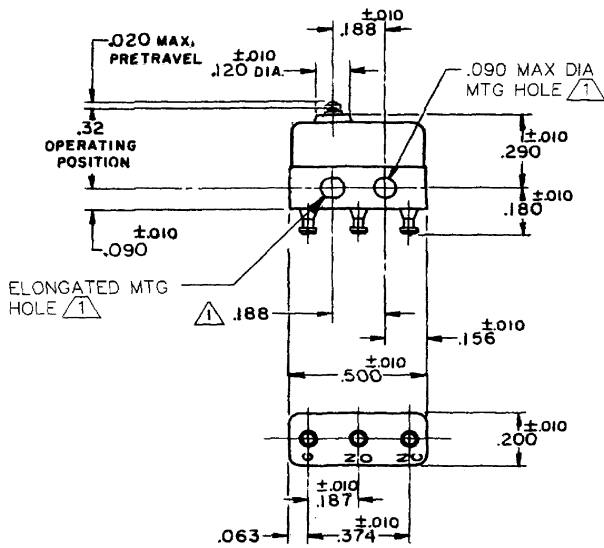 .020 MAX.
PRETRAVEL
±.010
.188
±.010
.120 DIA.
.090 MAX DIA
MTG HOLE 1
.32
OPERATING
POSITION
±.010
.290
±.010
.180
±.010
.090
ELONGATED MTG
HOLE 1
1 .188
±.010
.156
±.010
.500
±.010
.200
C NO NC
±.010
.187
±.010
.063 .374